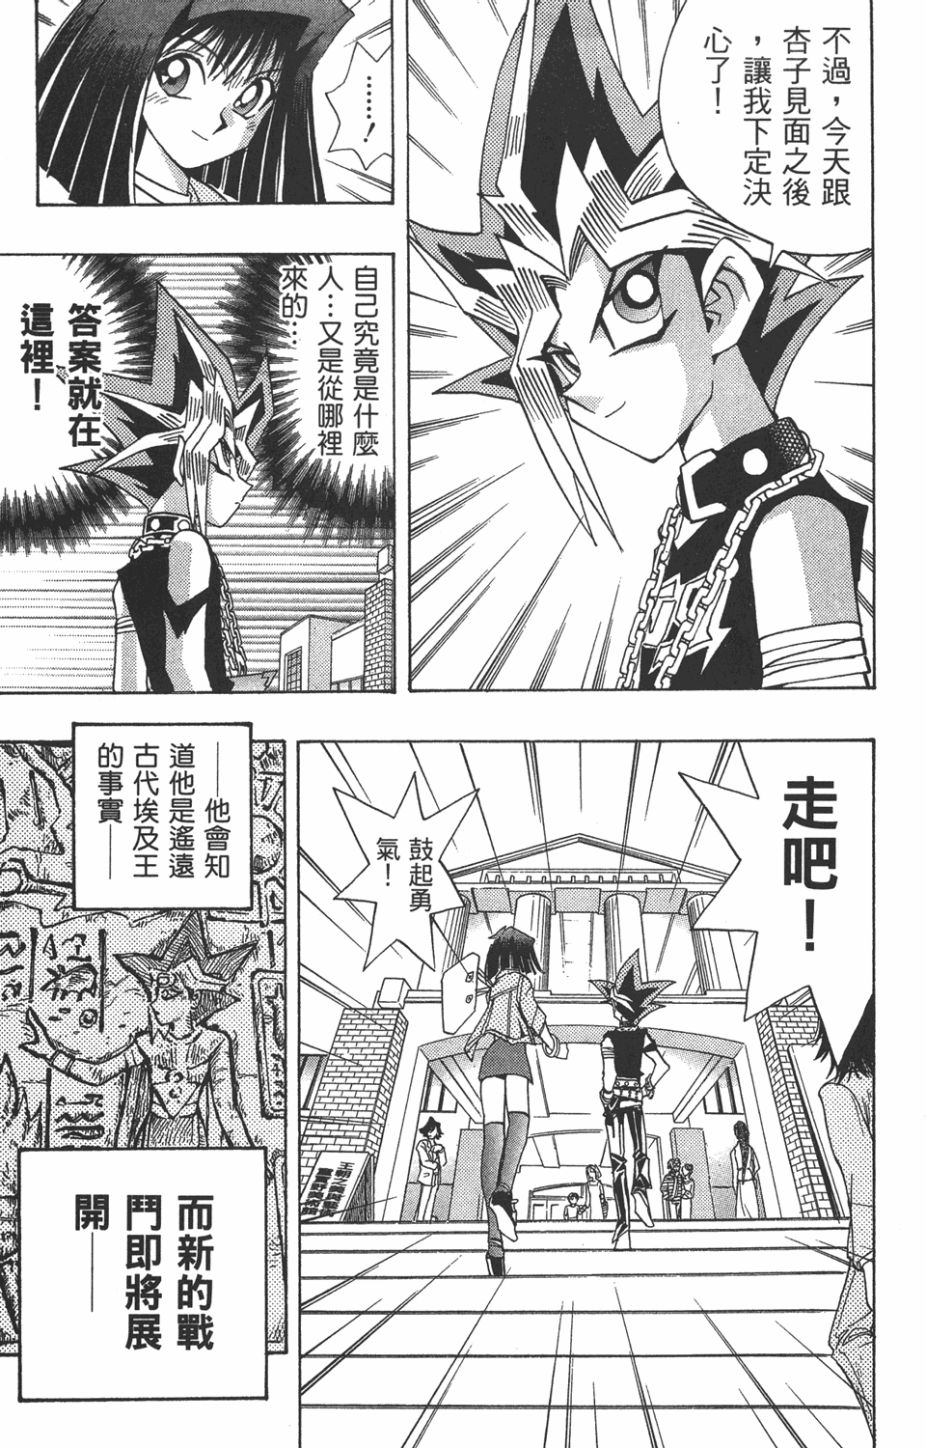 不過，今天跟
杏子見面之後
，讓我下定決
心了！
……！
自己究竟是什麼
人…又是從哪裡
來的…
答案就在
這裡！
走吧！
鼓起勇
氣！
——他會知
道他是遙遠
古代埃及王
的事實——
而新的戰
鬥即將展
開——